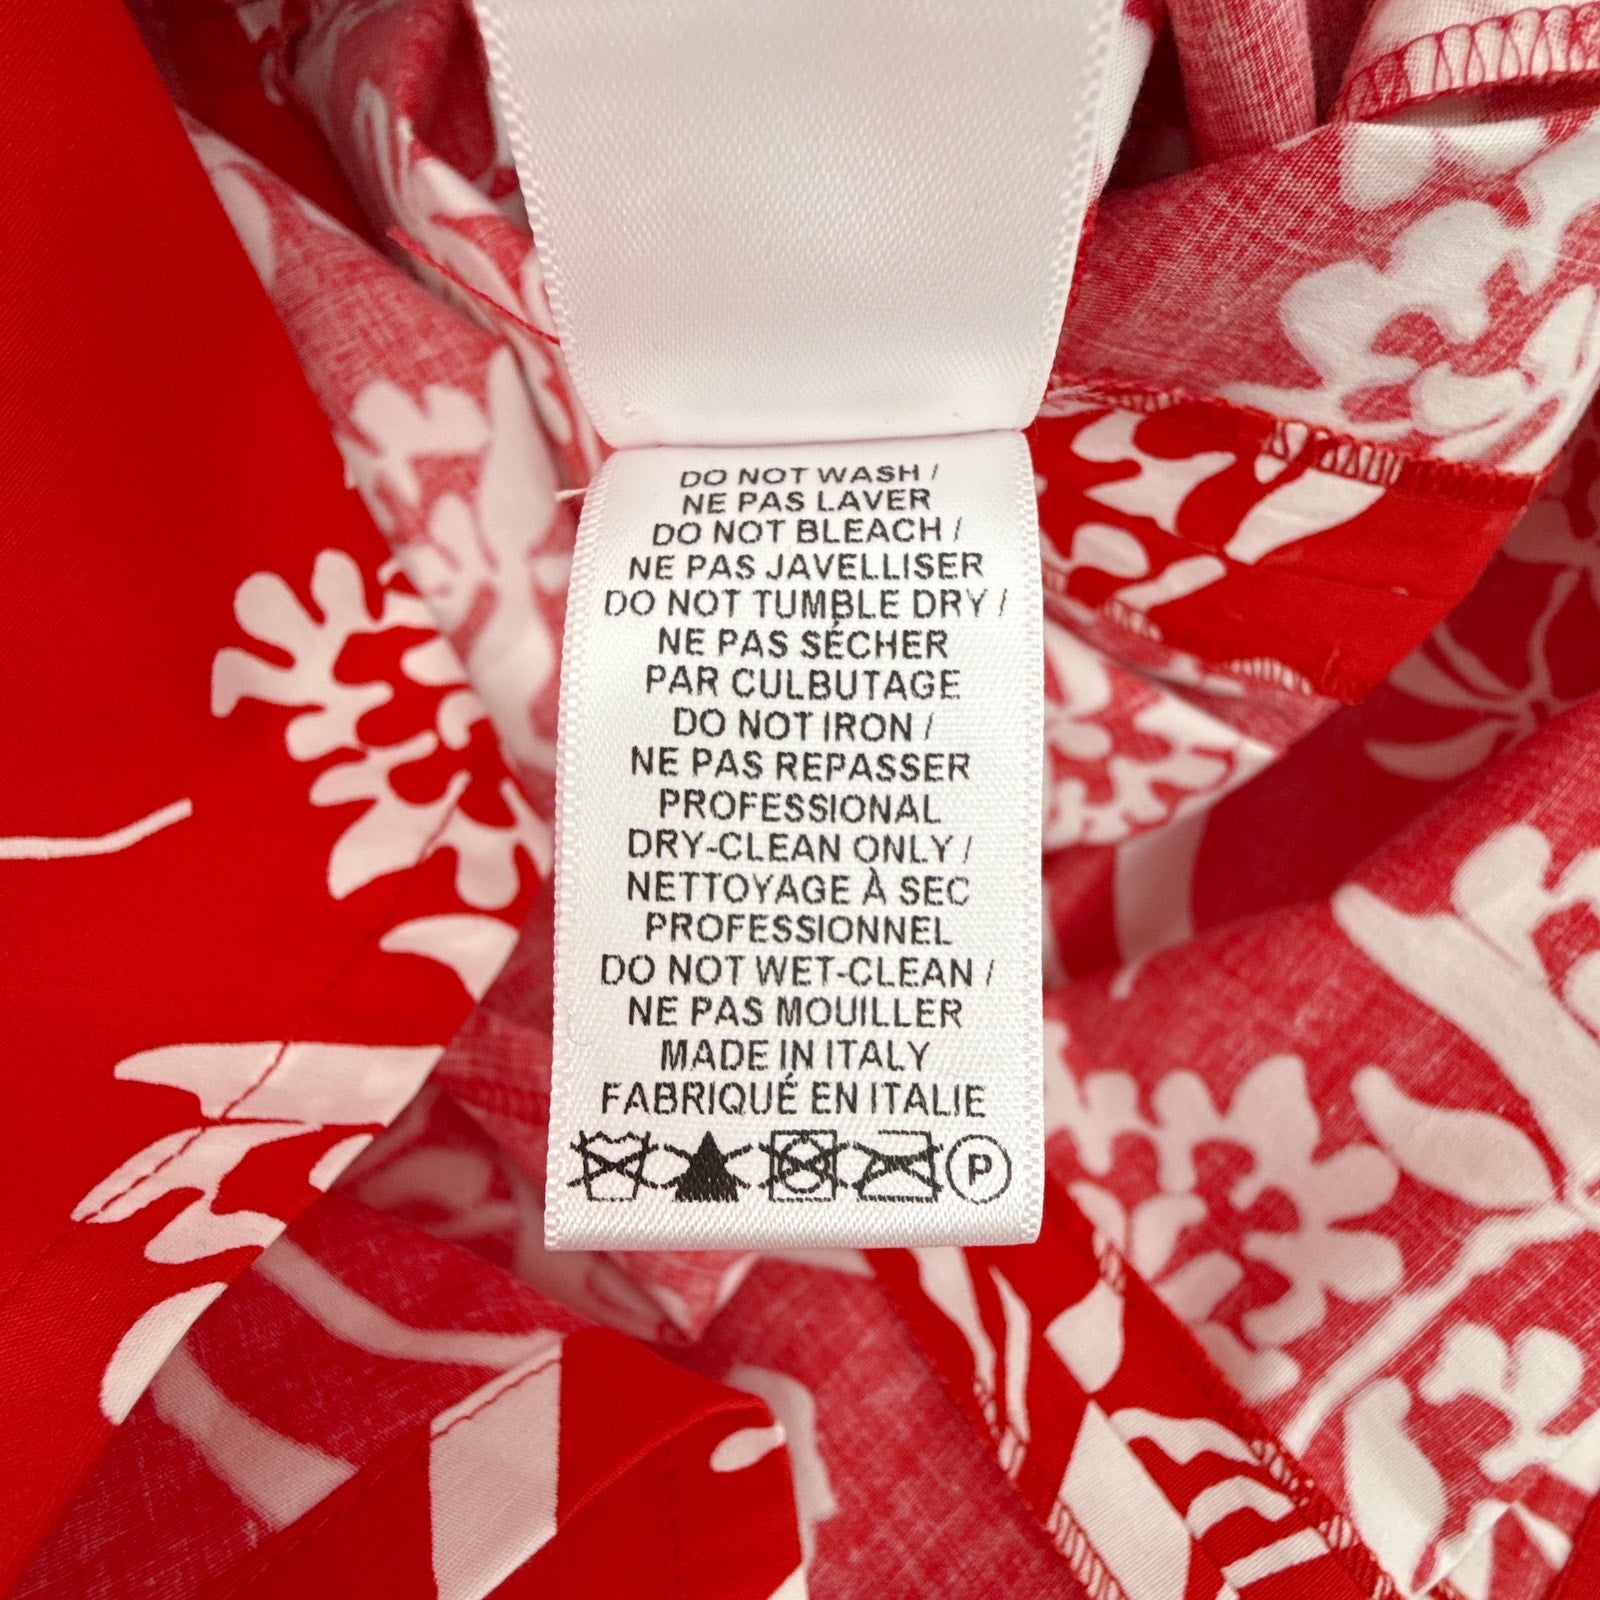 DO NOT WASH /
NE PAS LAVER
DO NOT BLEACH /
NE PAS JAVELLISER
DO NOT TUMBLE DRY /
NE PAS SÉCHER
PAR CULBUTAGE
DO NOT IRON /
NE PAS REPASSER
PROFESSIONAL
DRY-CLEAN ONLY /
NETTOYAGE À SEC
PROFESSIONNEL
DO NOT WET-CLEAN /
NE PAS MOUILLER
MADE IN ITALY
FABRIQUÉ EN ITALIE
P